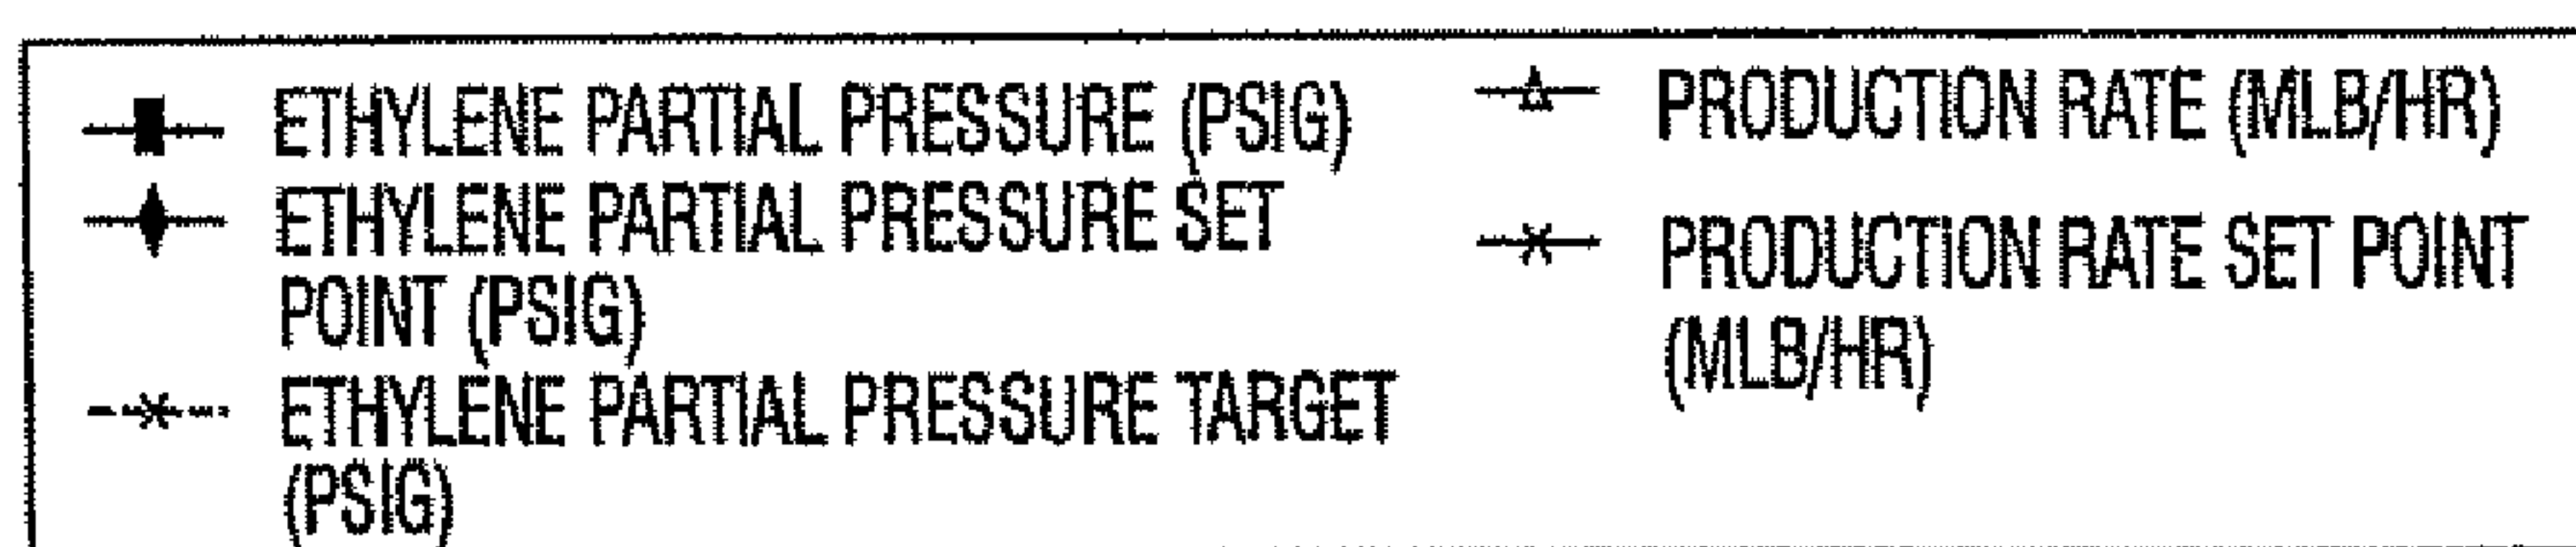 ETHYLENE PARTIAL PRESSURE (PSIG)
ETHYLENE PARTIAL PRESSURE SET
POINT (PSIG)
ETHYLENE PARTIAL PRESSURE TARGET
(PSIG)
PRODUCTION RATE (MLB/HR)
PRODUCTION RATE SET POINT
(MLB/HR)